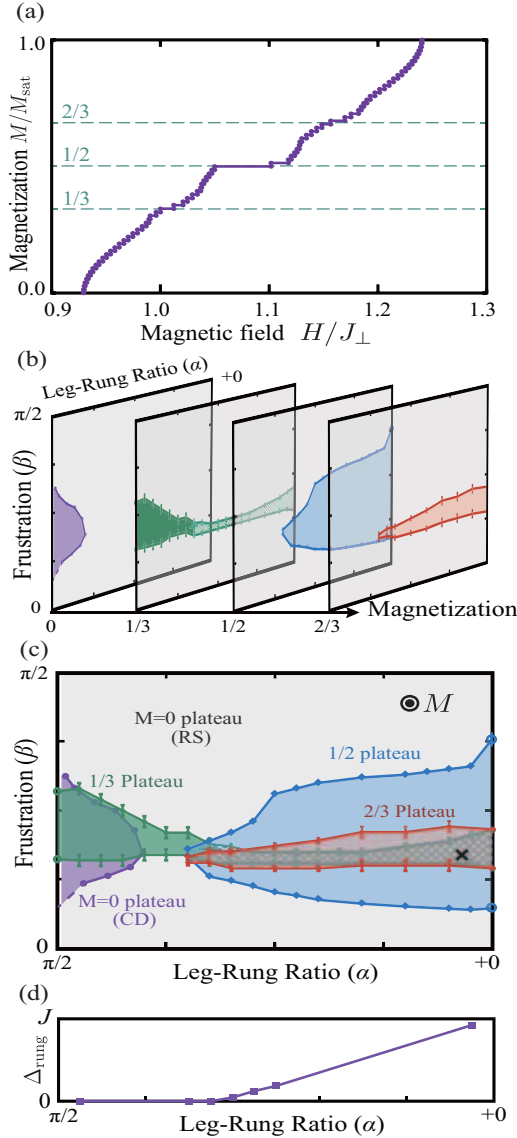 (a)
Magnetization M/M_sat
1.0
2/3
1/2
1/3
0.0
0.9
1.0
1.1
1.2
1.3
Magnetic field H/J_⊥
(b)
Leg-Rung Ratio (α)
+0
π/2
Frustration (β)
0
0
1/3
1/2
2/3
Magnetization
(c)
π/2
Frustration (β)
M=0 plateau
(RS)
M
1/3 Plateau
1/2 plateau
2/3 Plateau
M=0 plateau
(CD)
0
π/2
Leg-Rung Ratio (α)
+0
(d)
J
Δ_rung
0
π/2
Leg-Rung Ratio (α)
+0